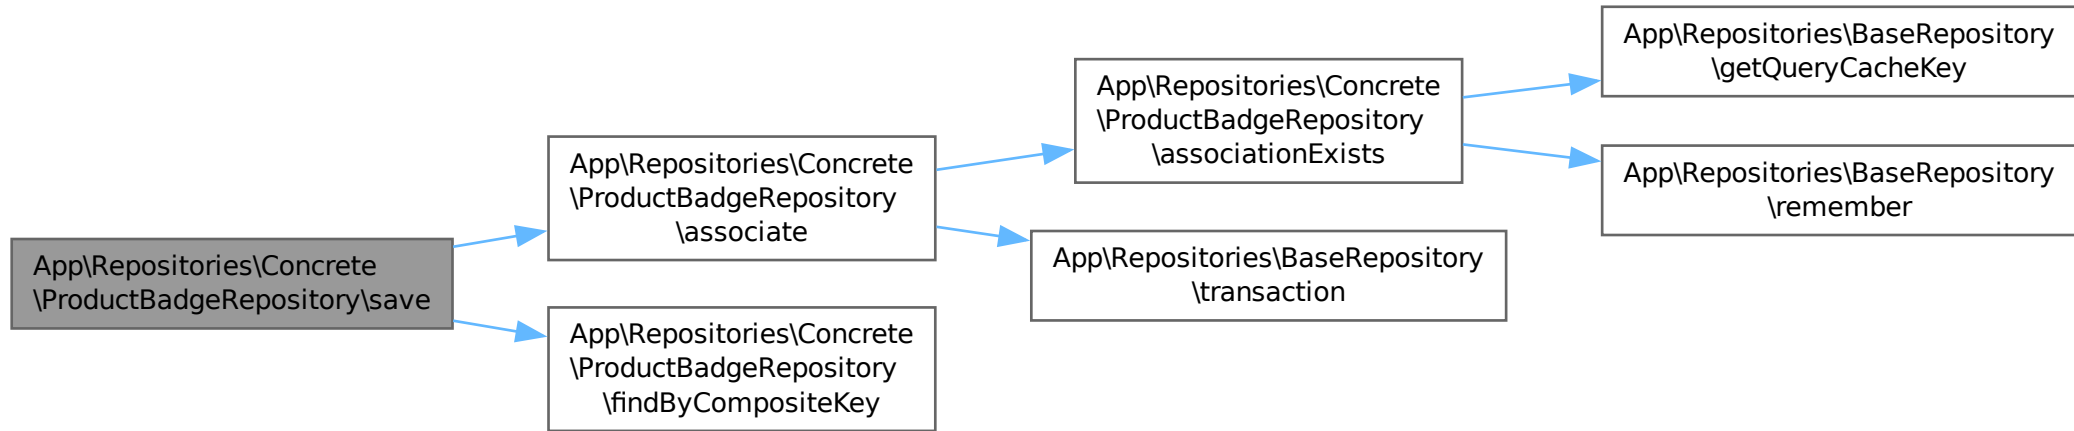 App\Repositories\Concrete
\ProductBadgeRepository\save
App\Repositories\Concrete
\ProductBadgeRepository
\associate
App\Repositories\Concrete
\ProductBadgeRepository
\findByCompositeKey
App\Repositories\Concrete
\ProductBadgeRepository
\associationExists
App\Repositories\BaseRepository
\transaction
App\Repositories\BaseRepository
\getQueryCacheKey
App\Repositories\BaseRepository
\remember